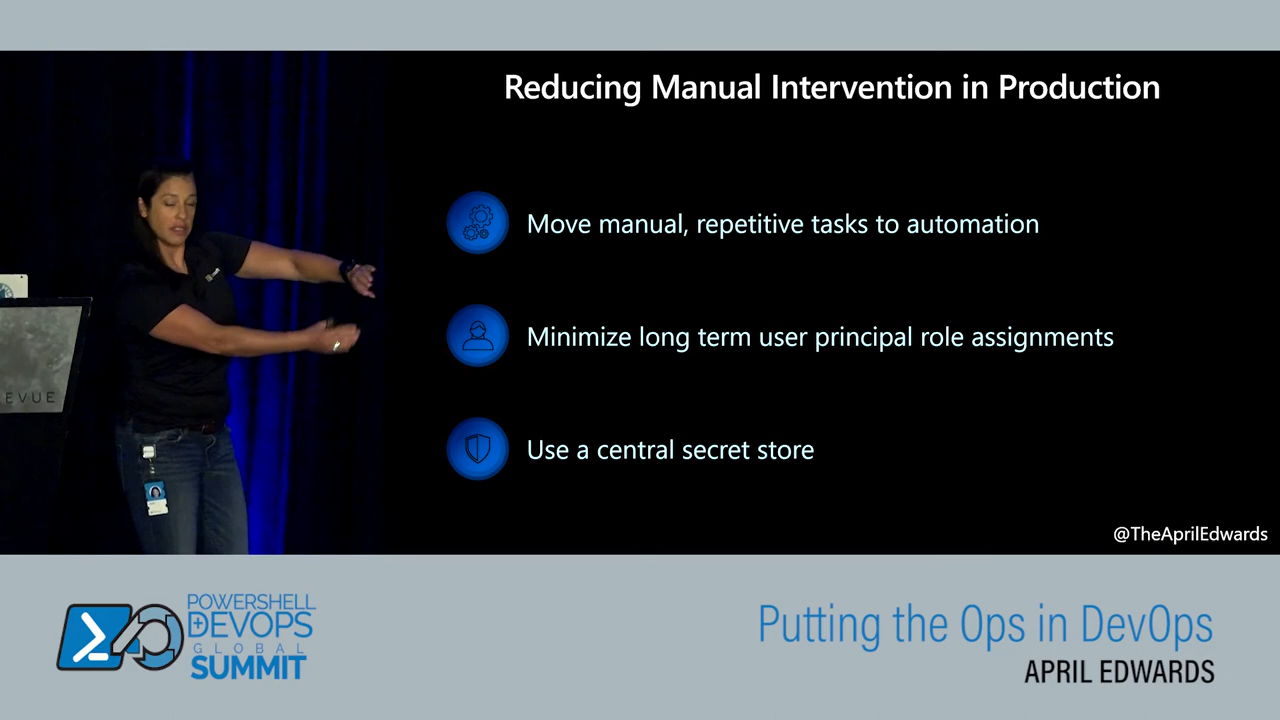 Reducing Manual Intervention in Production
Move manual, repetitive tasks to automation
Minimize long term user principal role assignments
Use a central secret store
@TheAprilEdwards
EVUE
POWERSHELL
DEVOPS
GLOBAL
SUMMIT
Putting the Ops in DevOps
APRIL EDWARDS